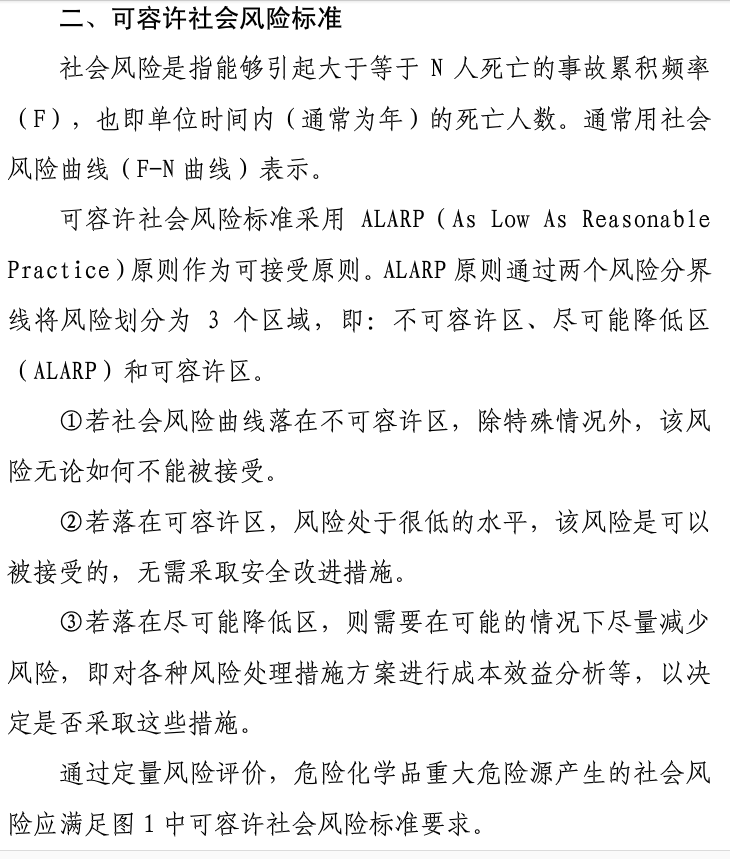 二、可容许社会风险标准
社会风险是指能够引起大于等于 N 人死亡的事故累积频率
（F），也即单位时间内（通常为年）的死亡人数。通常用社会
风险曲线（F-N 曲线）表示。
可容许社会风险标准采用 ALARP（As Low As Reasonable
Practice）原则作为可接受原则。ALARP 原则通过两个风险分界
线将风险划分为 3 个区域，即：不可容许区、尽可能降低区
（ALARP）和可容许区。
①若社会风险曲线落在不可容许区，除特殊情况外，该风
险无论如何不能被接受。
②若落在可容许区，风险处于很低的水平，该风险是可以
被接受的，无需采取安全改进措施。
③若落在尽可能降低区，则需要在可能的情况下尽量减少
风险，即对各种风险处理措施方案进行成本效益分析等，以决
定是否采取这些措施。
通过定量风险评价，危险化学品重大危险源产生的社会风
险应满足图 1 中可容许社会风险标准要求。